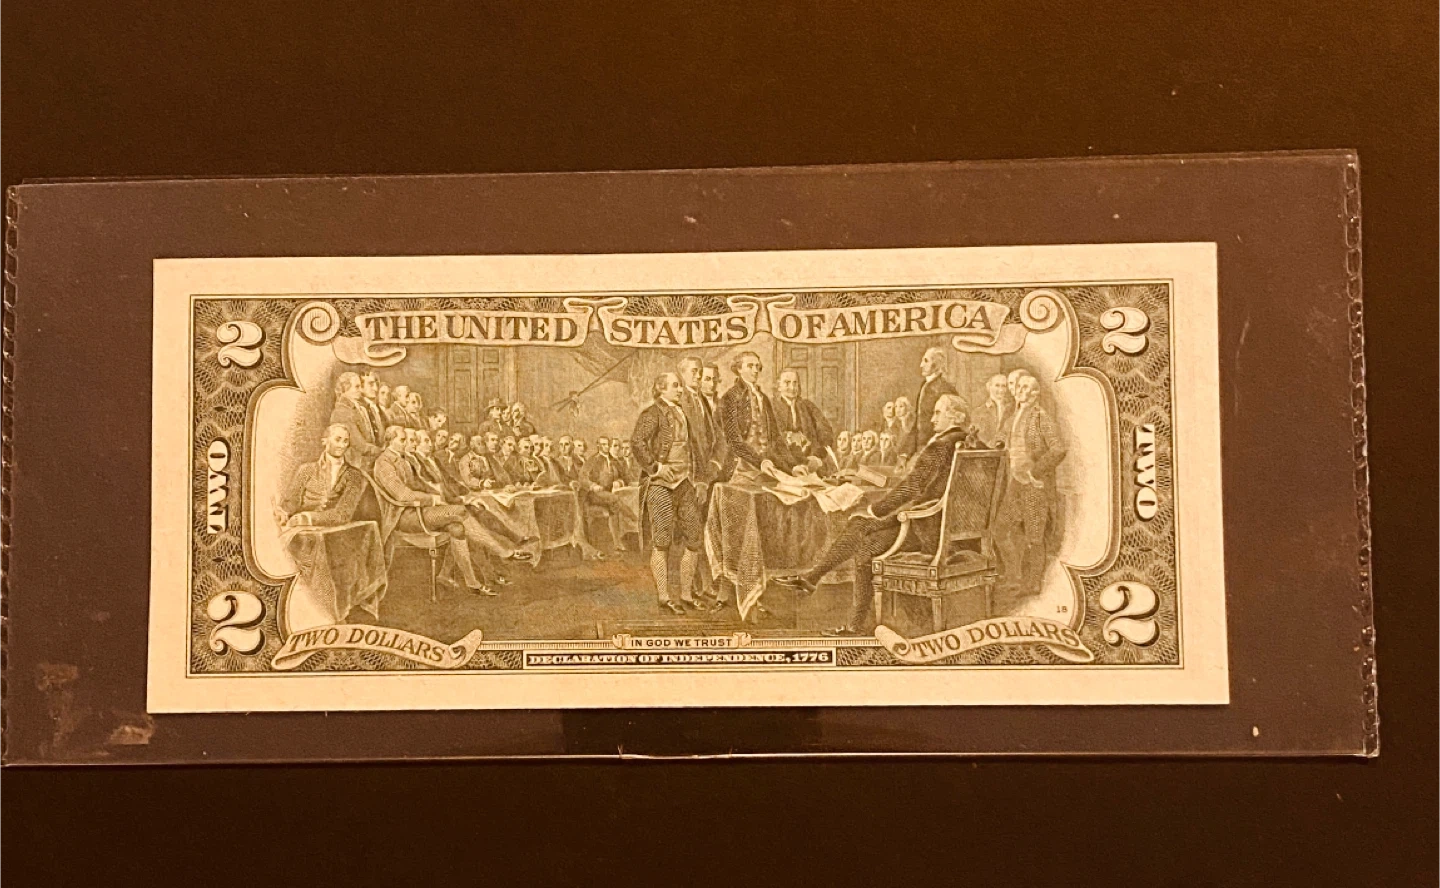 THE UNITED STATES OF AMERICA
2
2
TWO
TWO
18
2
2
TWO DOLLARS
IN GOD WE TRUST
TWO DOLLARS
DECLARATION OF INDEPENDENCE, 1776